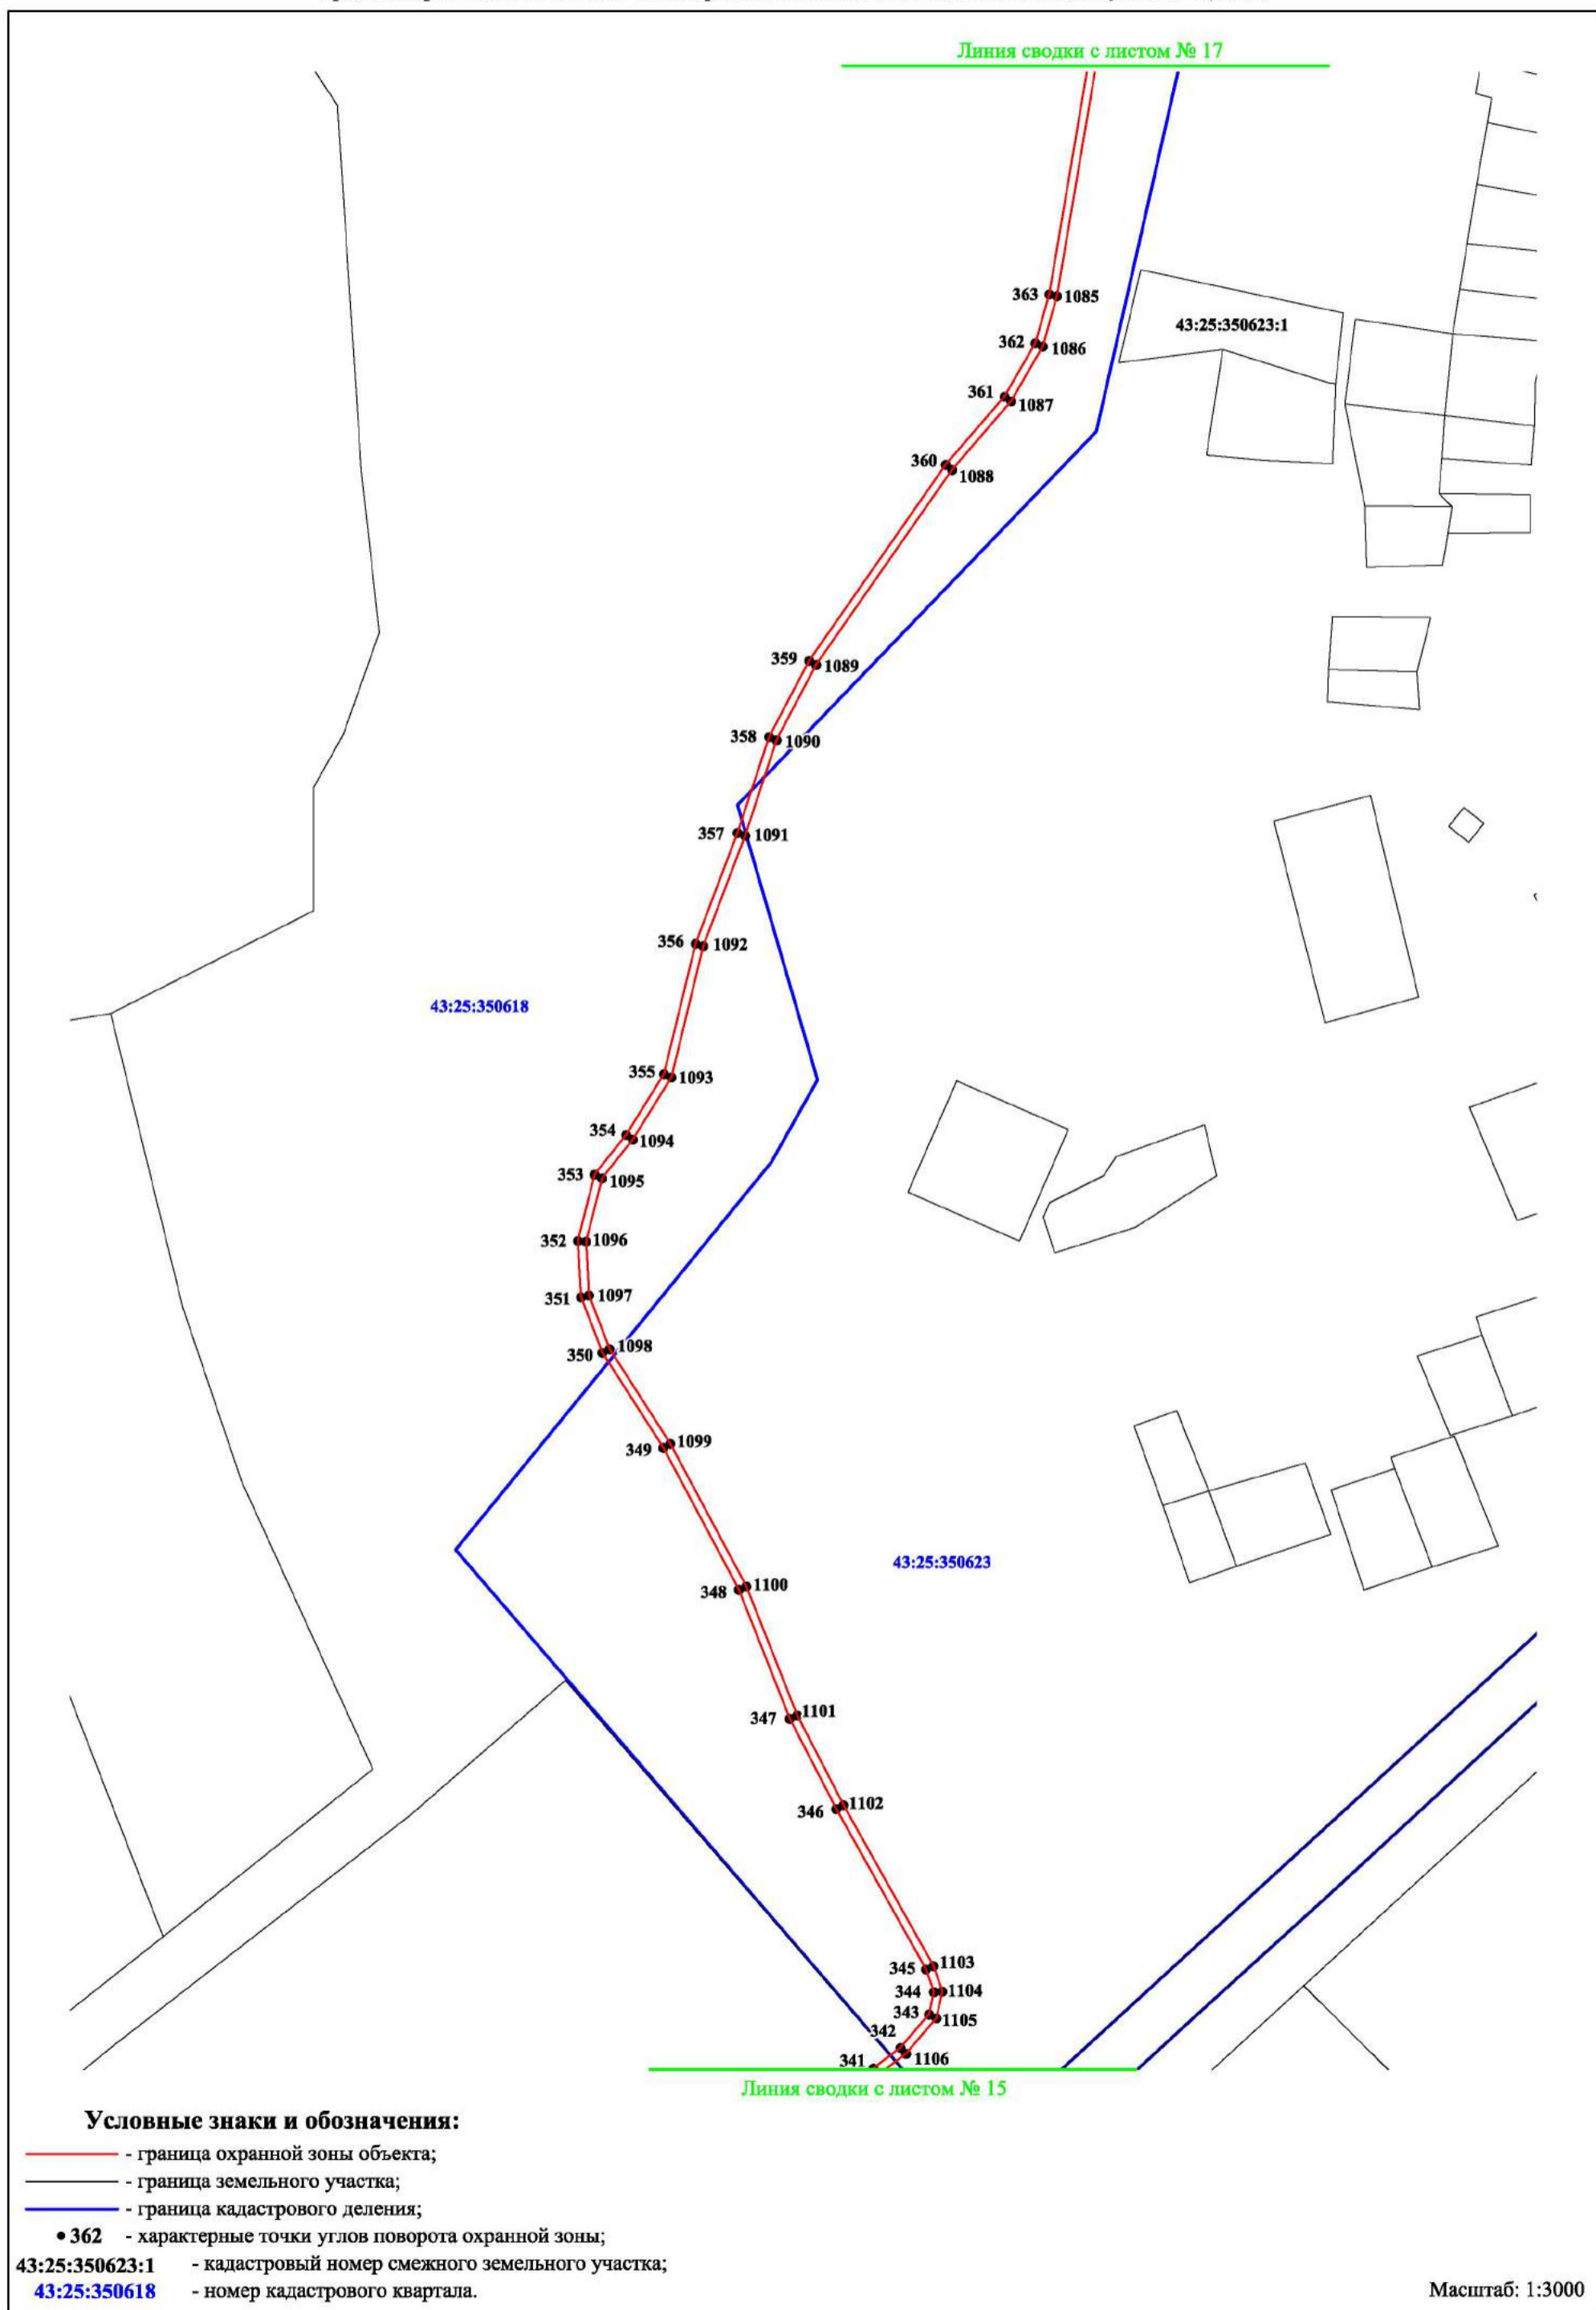 Линия сводки с листом № 17
363 1085
43:25:350623:1
362 1086
361 1087
360 1088
359 1089
358 1090
357 1091
356 1092
43:25:350618
355 1093
354 1094
353 1095
352 1096
351 1097
350 1098
349 1099
43:25:350623
348 1100
347 1101
346 1102
345 1103
344 1104
343 1105
342
341 1106
Линия сводки с листом № 15
Условные знаки и обозначения:
- граница охранной зоны объекта;
- граница земельного участка;
- граница кадастрового деления;
362 - характерные точки углов поворота охранной зоны;
43:25:350623:1 - кадастровый номер смежного земельного участка;
43:25:350618 - номер кадастрового квартала.
Масштаб: 1:3000